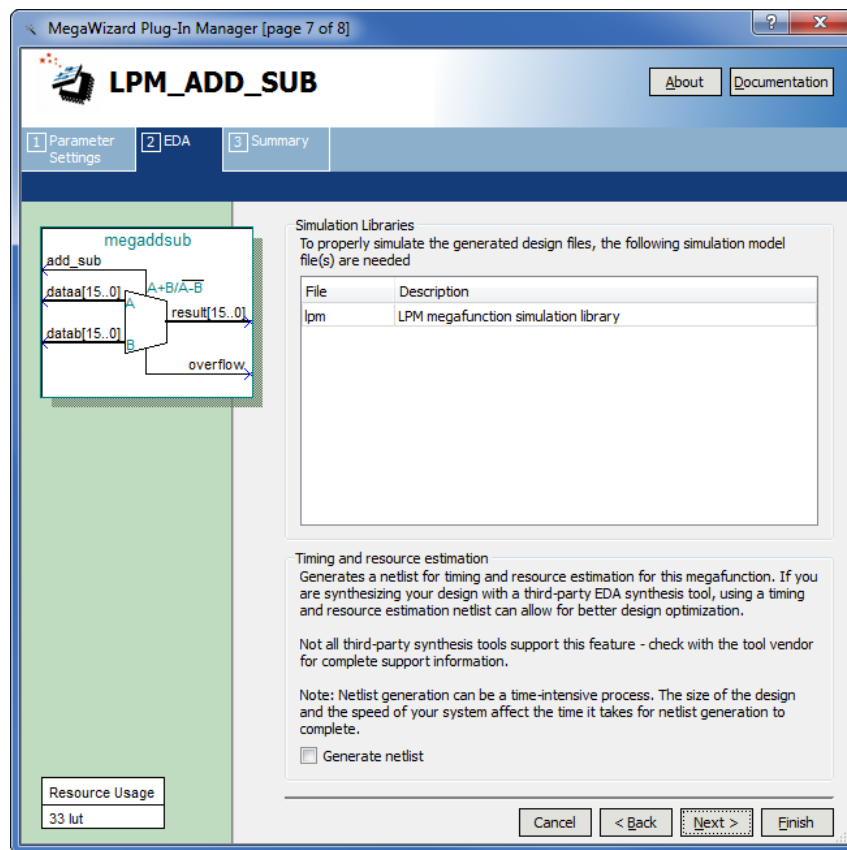 MegaWizard Plug-In Manager [page 7 of 8]
?
X
LPM_ADD_SUB
About
Documentation
1 Parameter Settings
2 EDA
3 Summary
megaddsub
add_sub
A+B/A-B
dataa[15..0]
A
result[15..0]
datab[15..0]
B
overflow
Simulation Libraries
To properly simulate the generated design files, the following simulation model
file(s) are needed
File Description
lpm LPM megafunction simulation library
Timing and resource estimation
Generates a netlist for timing and resource estimation for this megafunction. If you
are synthesizing your design with a third-party EDA synthesis tool, using a timing
and resource estimation netlist can allow for better design optimization.
Not all third-party synthesis tools support this feature - check with the tool vendor
for complete support information.
Note: Netlist generation can be a time-intensive process. The size of the design
and the speed of your system affect the time it takes for netlist generation to
complete.
Generate netlist
Resource Usage
33 lut
Cancel
< Back
Next >
Finish